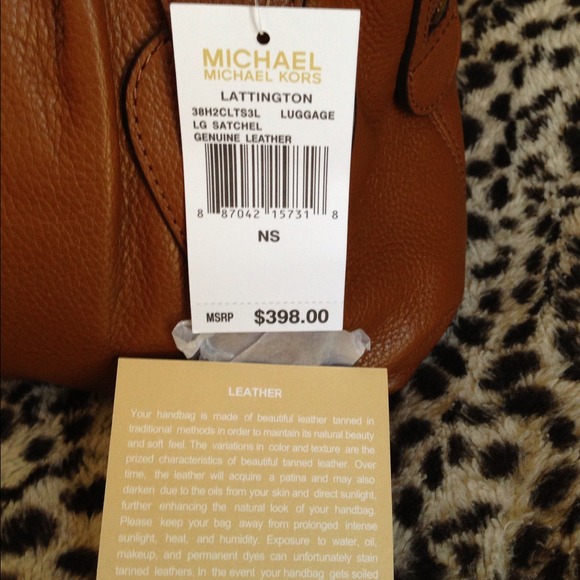 MICHAEL
MICHAEL KORS
LATTINGTON
38H2CLTS3L LUGGAGE
LG SATCHEL
GENUINE LEATHER
8 87042 15731 8
NS
MSRP $398.00
LEATHER
Your handbag is made of beautiful leather tanned in
traditional methods in order to maintain its natural beauty
and soft feel. The variations in color and texture are the
prized characteristics of beautiful tanned leather. Over
time, the leather will acquire a patina and may also
darken due to the oils from your skin and direct sunlight,
further enhancing the natural look of your handbag.
Please keep your bag away from prolonged intense
sunlight, heat, and humidity. Exposure to water, oil,
makeup, and permanent dyes can unfortunately stain
tanned leathers. In the event your handbag gets soiled